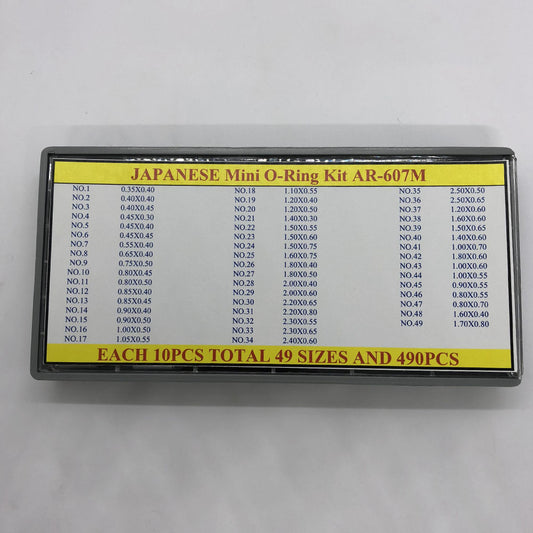 JAPANESE Mini O-Ring Kit AR-607M
NO.1 0.35X0.40
NO.2 0.40X0.40
NO.3 0.40X0.45
NO.4 0.45X0.30
NO.5 0.45X0.40
NO.6 0.45X0.45
NO.7 0.55X0.40
NO.8 0.65X0.40
NO.9 0.75X0.50
NO.10 0.80X0.45
NO.11 0.80X0.50
NO.12 0.85X0.40
NO.13 0.85X0.45
NO.14 0.90X0.40
NO.15 0.90X0.50
NO.16 1.00X0.50
NO.17 1.05X0.55
NO.18 1.10X0.55
NO.19 1.20X0.40
NO.20 1.20X0.50
NO.21 1.40X0.30
NO.22 1.50X0.55
NO.23 1.50X0.60
NO.24 1.50X0.75
NO.25 1.60X0.75
NO.26 1.80X0.40
NO.27 1.80X0.50
NO.28 2.00X0.40
NO.29 2.00X0.60
NO.30 2.20X0.65
NO.31 2.20X0.80
NO.32 2.30X0.55
NO.33 2.30X0.65
NO.34 2.40X0.60
NO.35 2.50X0.50
NO.36 2.50X0.65
NO.37 1.20X0.60
NO.38 1.60X0.60
NO.39 1.50X0.65
NO.40 1.40X0.60
NO.41 1.00X0.70
NO.42 1.80X0.60
NO.43 1.00X0.60
NO.44 1.00X0.55
NO.45 0.90X0.55
NO.46 0.80X0.55
NO.47 0.80X0.70
NO.48 1.60X0.40
NO.49 1.70X0.80
EACH 10PCS TOTAL 49 SIZES AND 490PCS